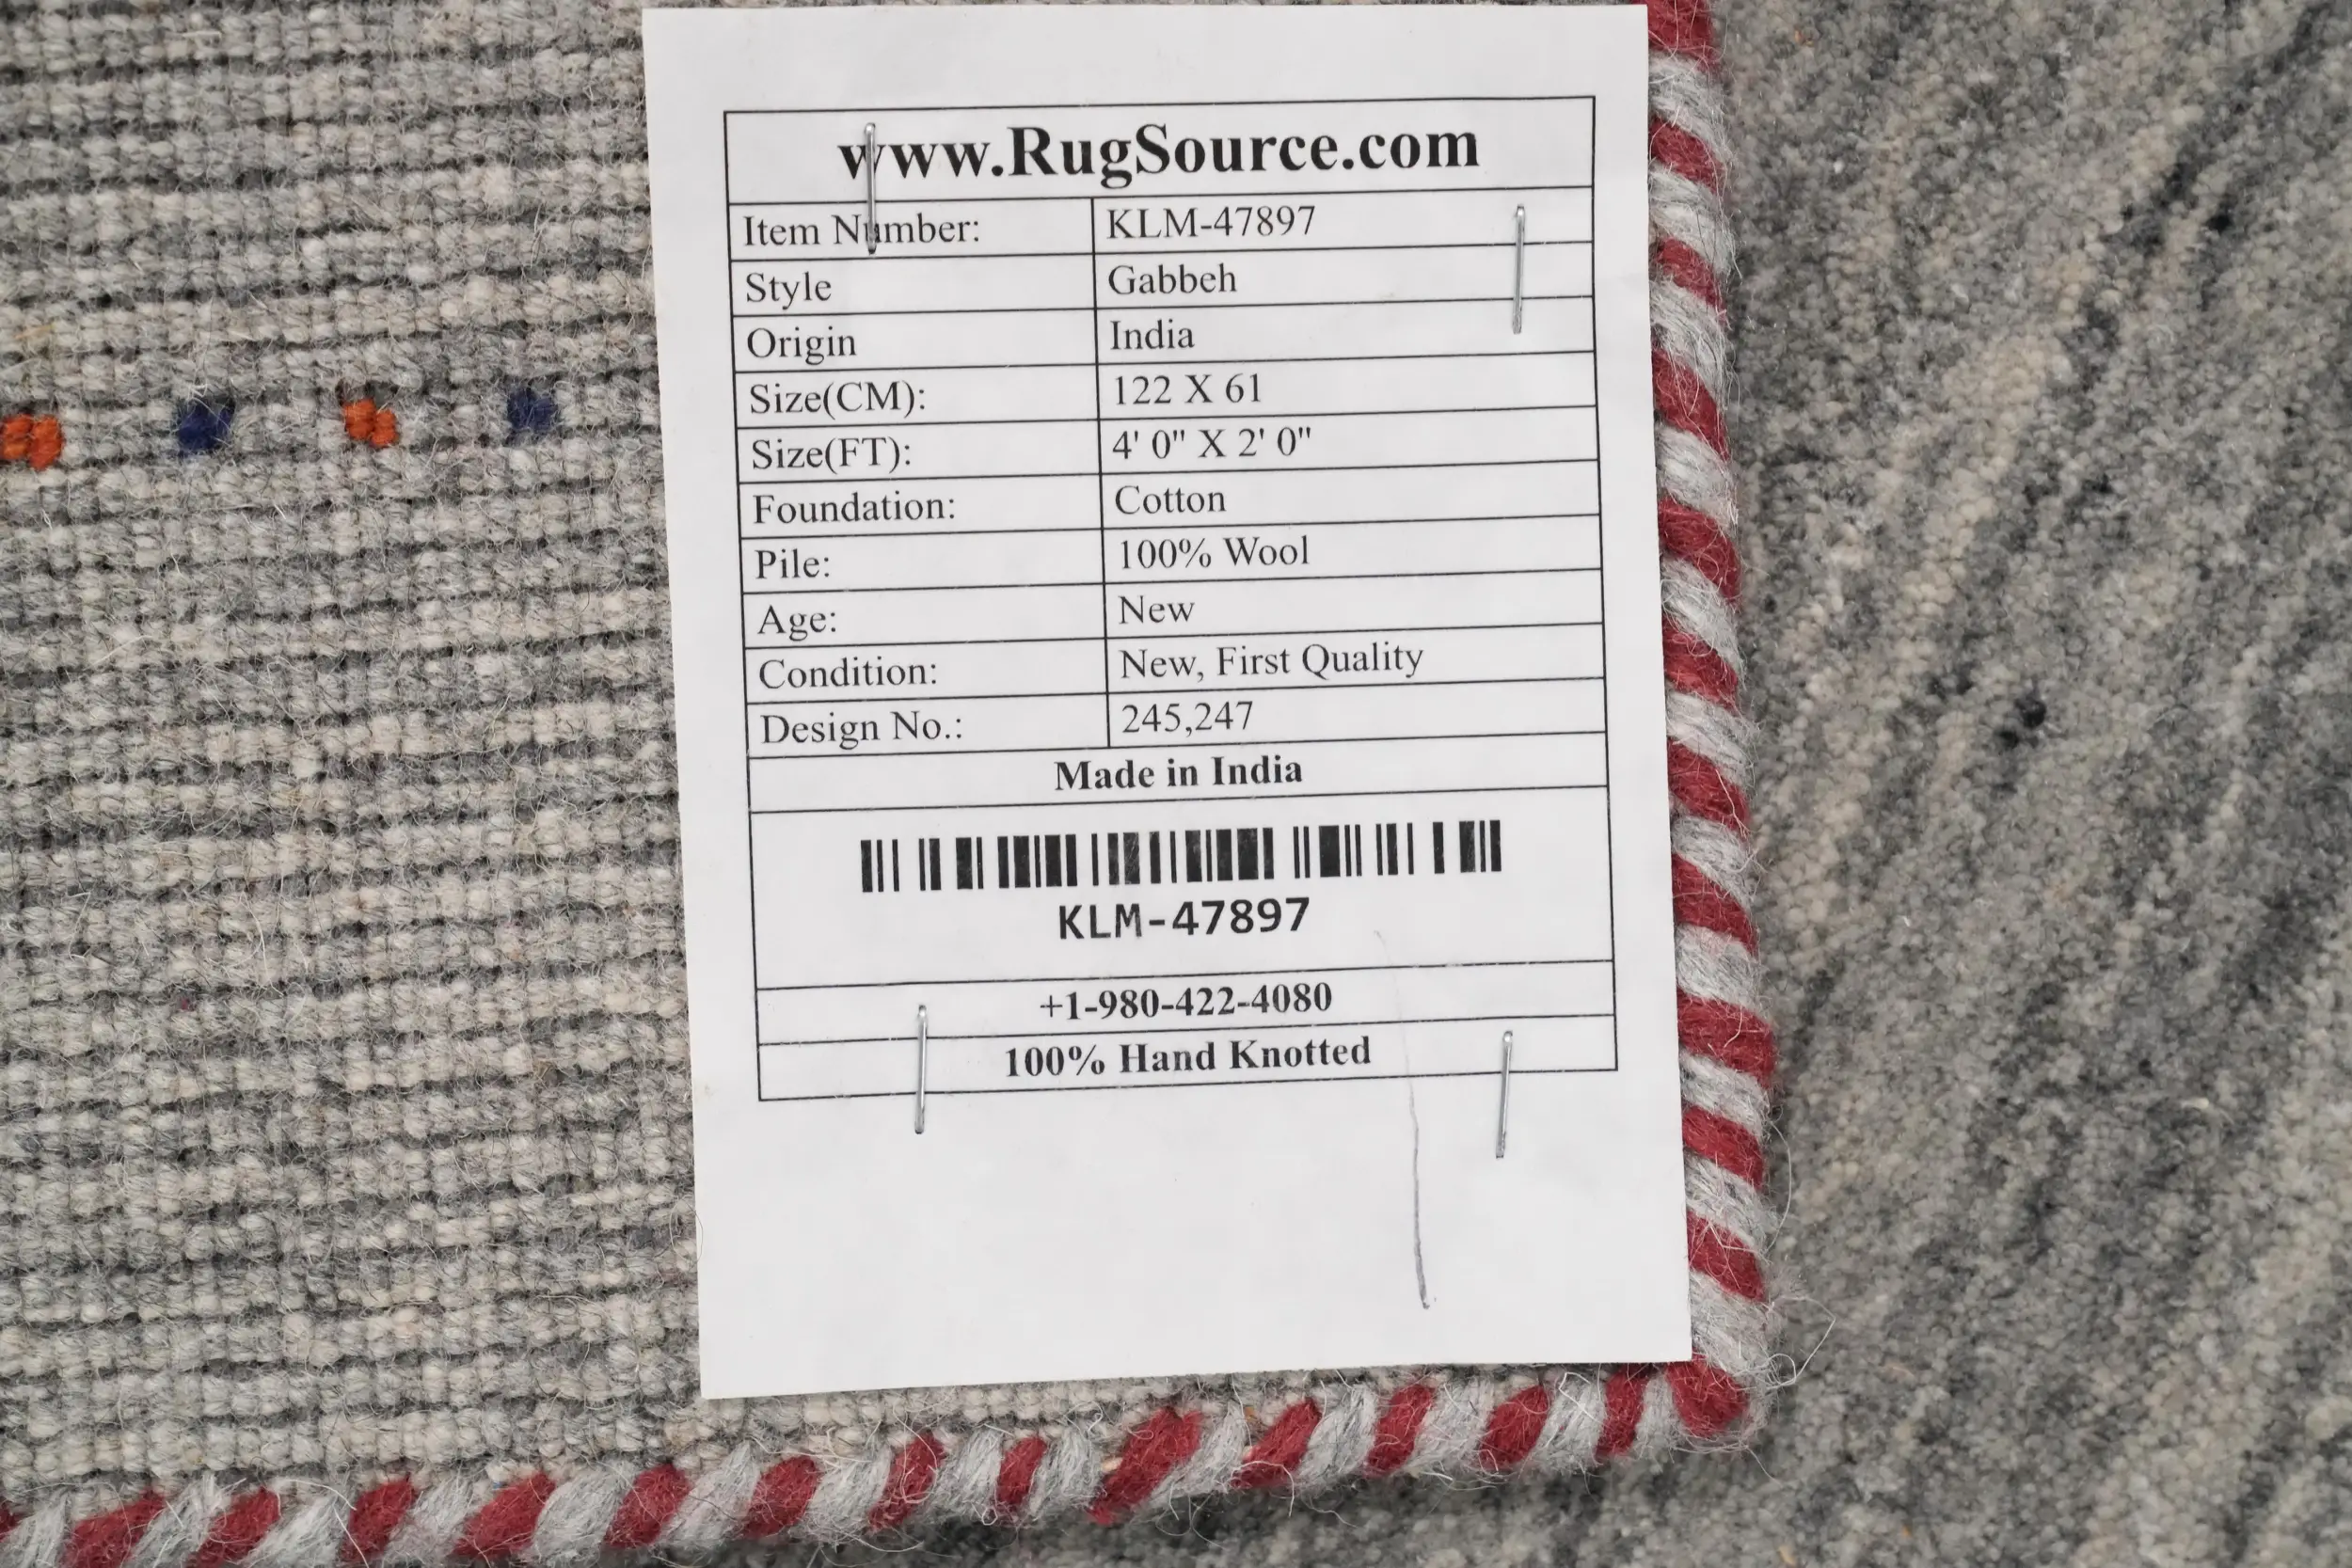 www.RugSource.com
Item Number: KLM-47897
Style Gabbeh
Origin India
Size(CM): 122 X 61
Size(FT): 4' 0" X 2' 0"
Foundation: Cotton
Pile: 100% Wool
Age: New
Condition: New, First Quality
Design No.: 245,247
Made in India
KLM-47897
+1-980-422-4080
100% Hand Knotted